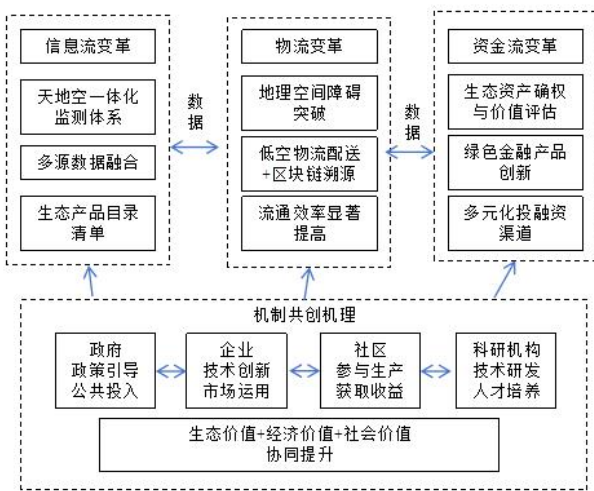 信息流变革
天地空一体化
监测体系
多源数据融合
生态产品目录
清单
数
据
物流变革
地理空间障碍
突破
低空物流配送
+区块链溯源
流通效率显著
提高
数
据
资金流变革
生态资产确权
与价值评估
绿色金融产品
创新
多元化投融资
渠道
机制共创机理
政府
政策引导
公共投入
企业
技术创新
市场运用
社区
参与生产
获取收益
科研机构
技术研发
人才培养
生态价值+经济价值+社会价值
协同提升